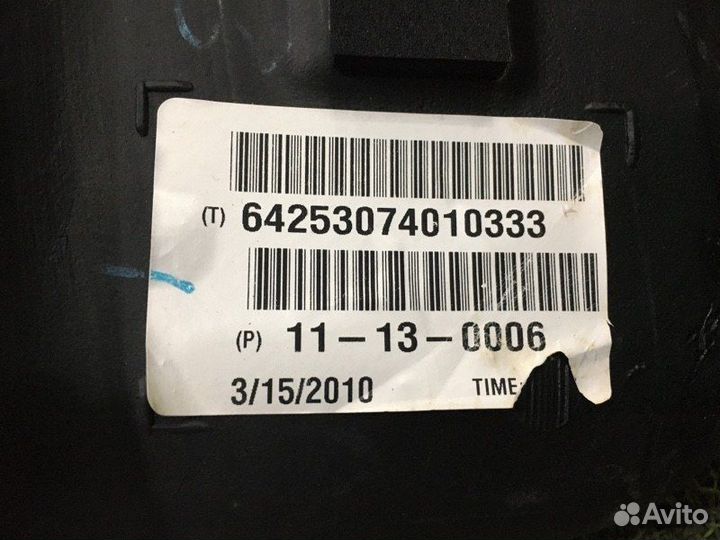 (T) 64253074010333
(P) 11-13-0006
3/15/2010 TIME:
Avito